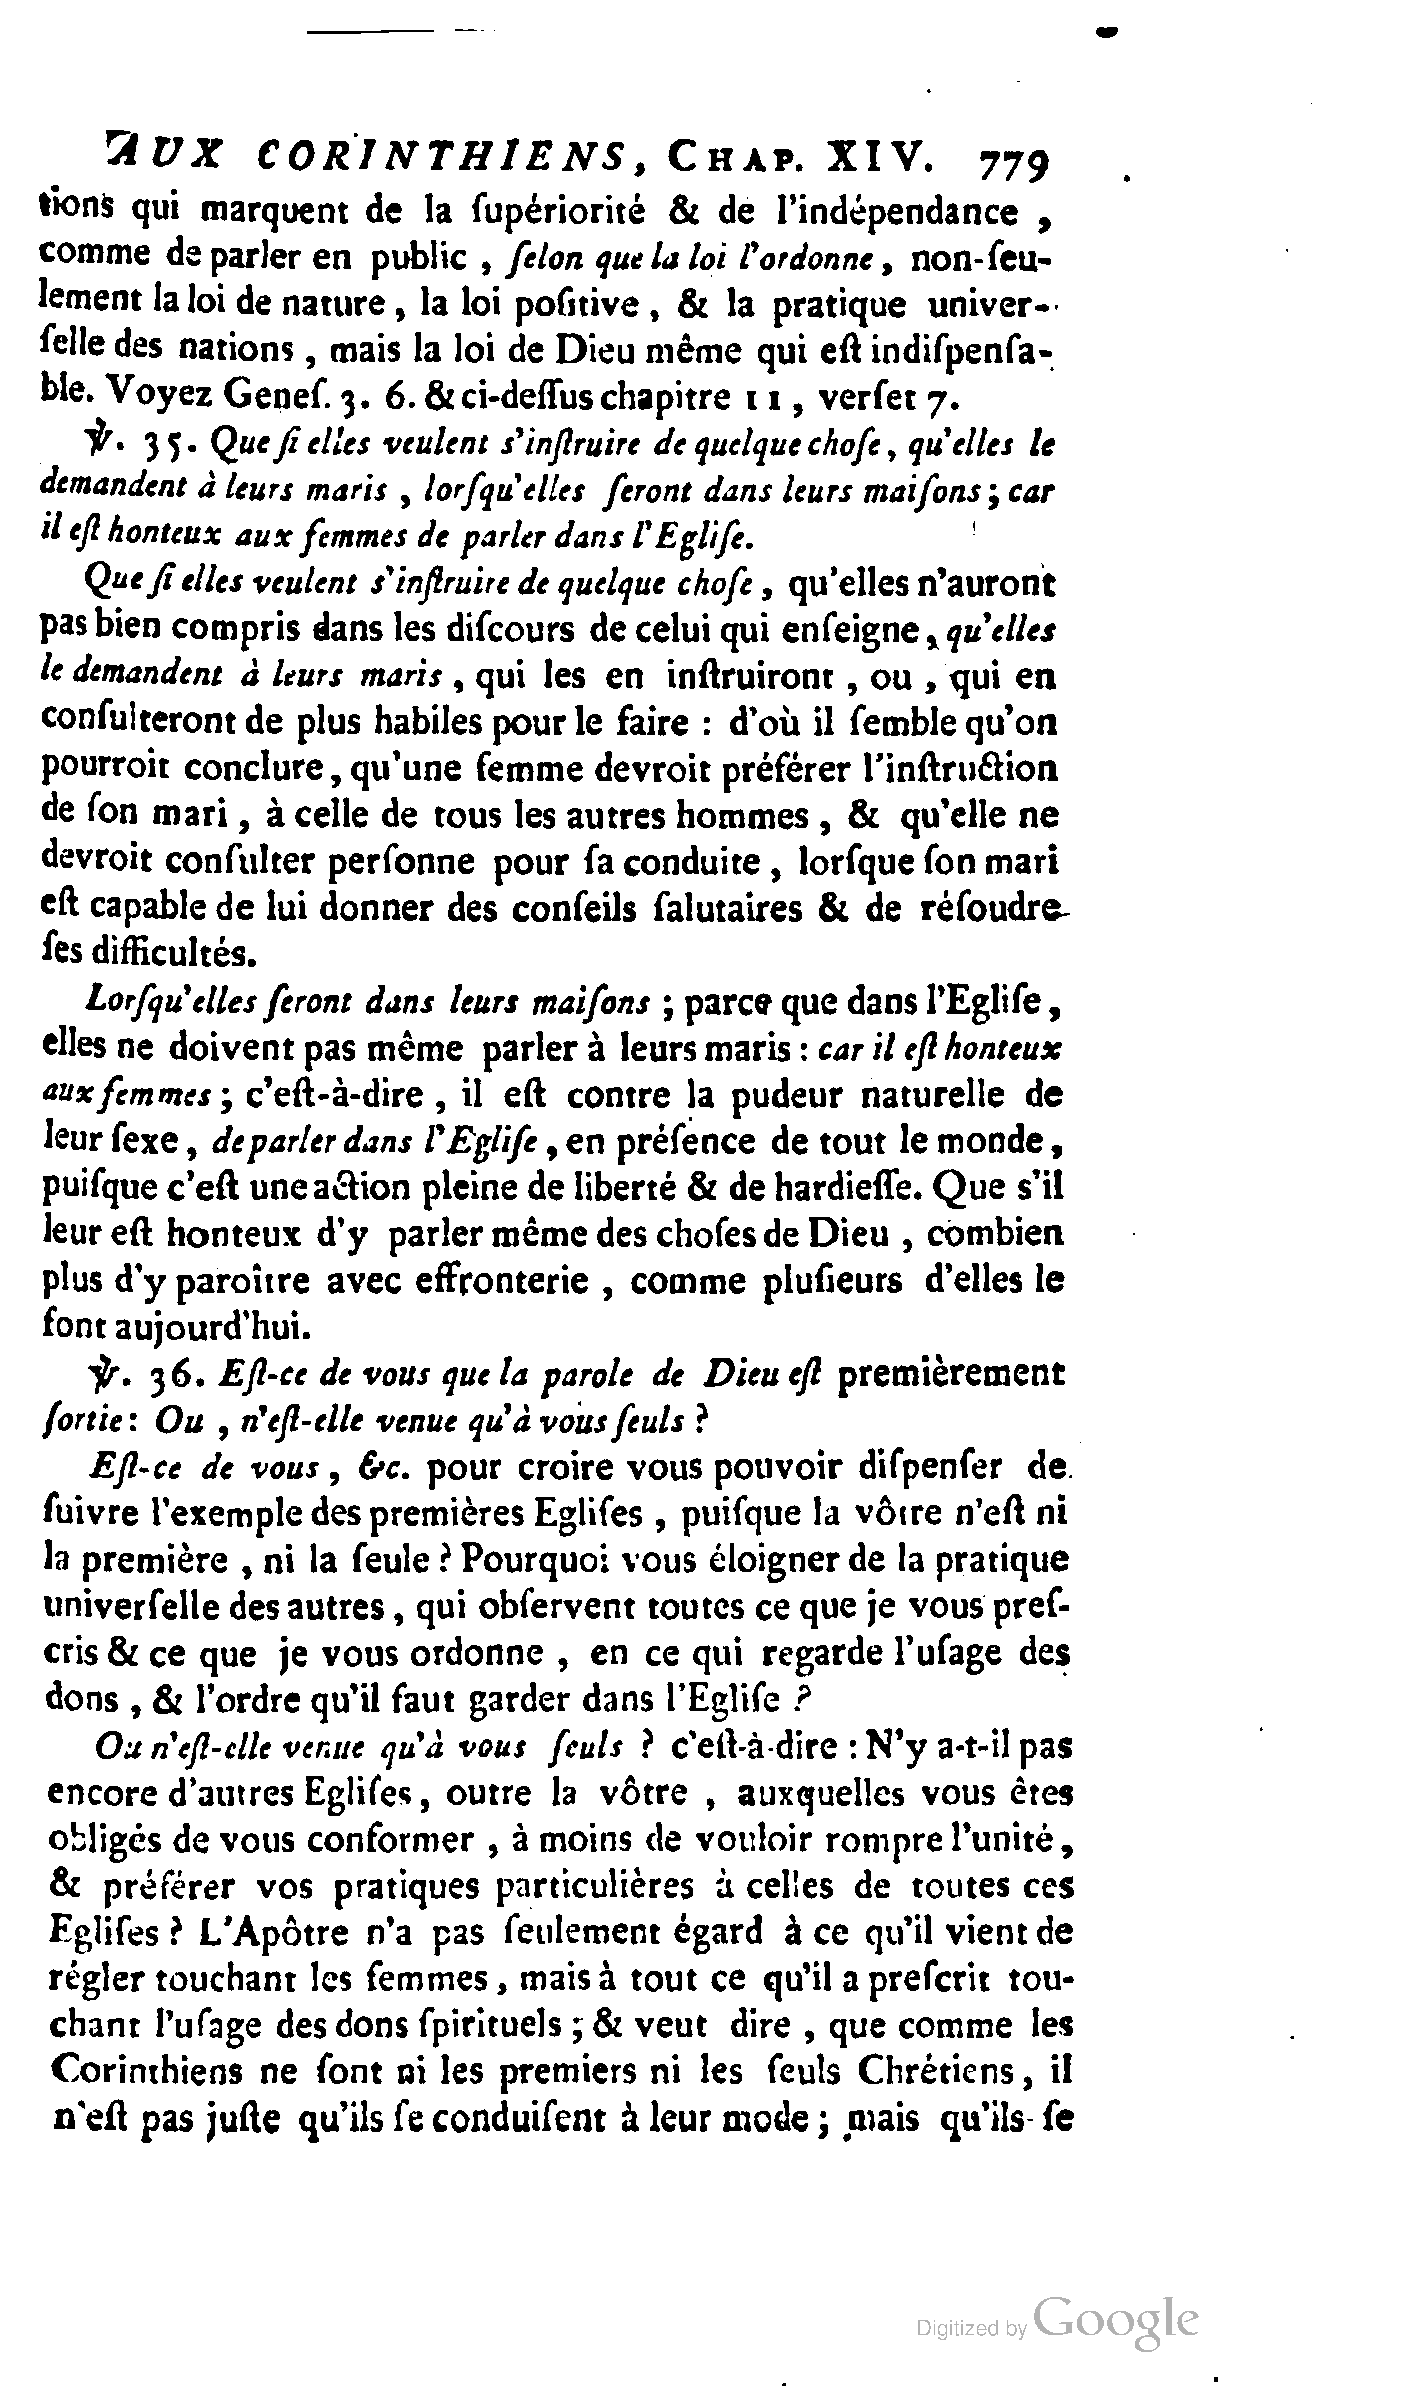 AUX CORINTHIENS, CHAP. XIV. 779
tions qui marquent de la ſupériorité & de l'indépendance ,
comme de parler en public , ſelon que la loi l'ordonne , non-ſeu-
lement la loi de nature , la loi poſitive , & la pratique univer-
ſelle des nations , mais la loi de Dieu même qui eſt indiſpenſa-
ble. Voyez Geneſ. 3. 6. & ci-deſſus chapitre 11 , verſet 7.
℣. 35. Que ſi elles veulent s'inſtruire de quelque choſe , qu'elles le
demandent à leurs maris , lorſqu'elles ſeront dans leurs maiſons ; car
il eſt honteux aux femmes de parler dans l'Egliſe.
Que ſi elles veulent s'inſtruire de quelque choſe , qu'elles n'auront
pas bien compris dans les diſcours de celui qui enſeigne , qu'elles
le demandent à leurs maris , qui les en inſtruiront , ou , qui en
conſulteront de plus habiles pour le faire : d'où il ſemble qu'on
pourroit conclure , qu'une femme devroit préférer l'inſtruction
de ſon mari , à celle de tous les autres hommes , & qu'elle ne
devroit conſulter perſonne pour ſa conduite , lorſque ſon mari
eſt capable de lui donner des conſeils ſalutaires & de réſoudre
ſes difficultés.
Lorſqu'elles ſeront dans leurs maiſons ; parce que dans l'Egliſe ,
elles ne doivent pas même parler à leurs maris : car il eſt honteux
aux femmes ; c'eſt-à-dire , il eſt contre la pudeur naturelle de
leur ſexe , de parler dans l'Egliſe , en préſence de tout le monde ,
puiſque c'eſt une action pleine de liberté & de hardieſſe. Que s'il
leur eſt honteux d'y parler même des choſes de Dieu , combien
plus d'y paroître avec effronterie , comme pluſieurs d'elles le
font aujourd'hui.
℣. 36. Eſt-ce de vous que la parole de Dieu eſt premièrement
ſortie : Ou , n'eſt-elle venue qu'à vous ſeuls ?
Eſt-ce de vous , &c. pour croire vous pouvoir diſpenſer de
ſuivre l'exemple des premières Egliſes , puiſque la vôtre n'eſt ni
la première , ni la ſeule ? Pourquoi vous éloigner de la pratique
univerſelle des autres , qui obſervent toutes ce que je vous preſ-
cris & ce que je vous ordonne , en ce qui regarde l'uſage des
dons , & l'ordre qu'il faut garder dans l'Egliſe ?
Ou n'eſt-elle venue qu'à vous ſeuls ? c'eſt-à-dire : N'y a-t-il pas
encore d'autres Egliſes , outre la vôtre , auxquelles vous êtes
obligés de vous conformer , à moins de vouloir rompre l'unité ,
& préférer vos pratiques particulières à celles de toutes ces
Egliſes ? L'Apôtre n'a pas ſeulement égard à ce qu'il vient de
régler touchant les femmes , mais à tout ce qu'il a preſcrit tou-
chant l'uſage des dons ſpirituels ; & veut dire , que comme les
Corinthiens ne ſont ni les premiers ni les ſeuls Chrétiens , il
n'eſt pas juſte qu'ils ſe conduiſent à leur mode ; mais qu'ils ſe
Digitized by Google